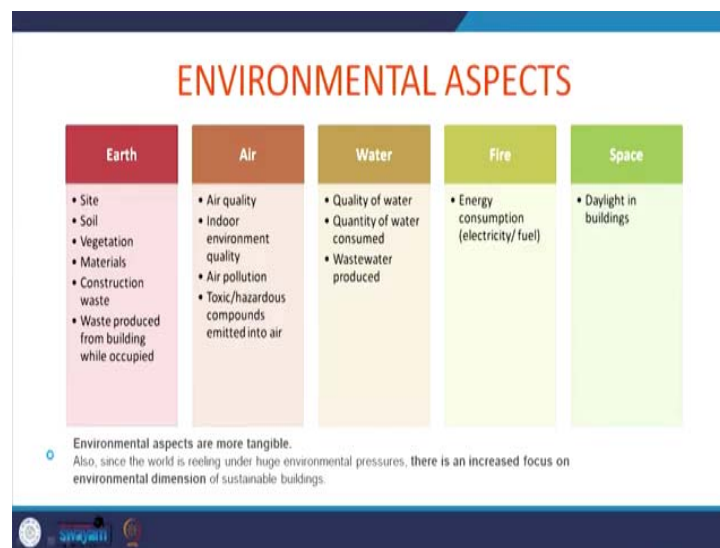 ENVIRONMENTAL ASPECTS
Earth
• Site
• Soil
• Vegetation
• Materials
• Construction
waste
• Waste produced
from building
while occupied
Air
• Air quality
• Indoor
environment
quality
• Air pollution
• Toxic/hazardous
compounds
emitted into air
Water
• Quality of water
• Quantity of water
consumed
• Wastewater
produced
Fire
• Energy
consumption
(electricity/ fuel)
Space
• Daylight in
buildings
Environmental aspects are more tangible.
Also, since the world is reeling under huge environmental pressures, there is an increased focus on
environmental dimension of sustainable buildings.
swayam